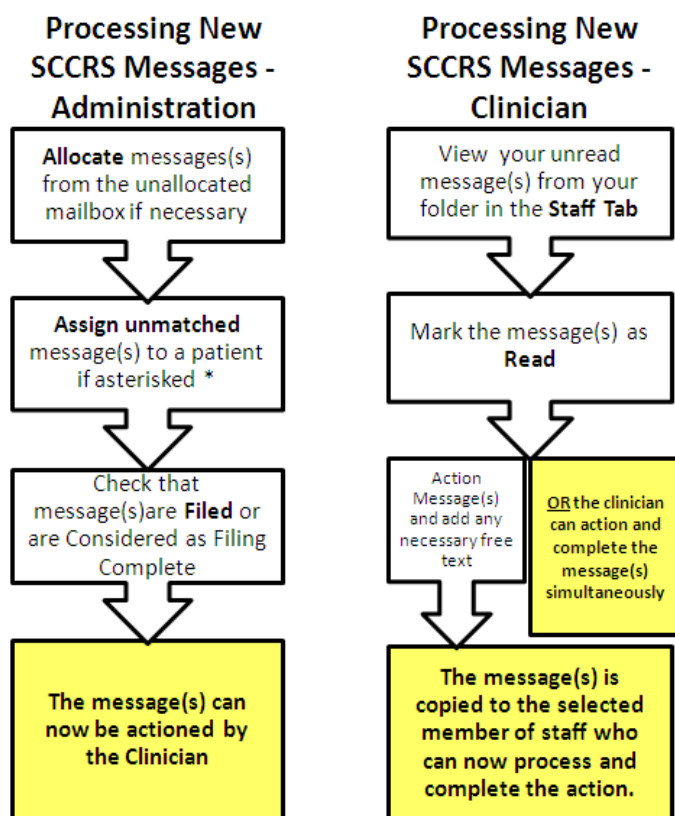 Processing New
SCCRS Messages -
Administration
Allocate messages(s)
from the unallocated
mailbox if necessary
Assign unmatched
message(s) to a patient
if asterisked *
Check that
message(s)are Filed or
are Considered as Filing
Complete
The message(s) can
now be actioned by
the Clinician
Processing New
SCCRS Messages -
Clinician
View your unread
message(s) from your
folder in the Staff Tab
Mark the message(s) as
Read
Action
Message(s)
and add any
necessary free
text
OR the clinician
can action and
complete the
message(s)
simultaneously
The message(s) is
copied to the selected
member of staff who
can now process and
complete the action.